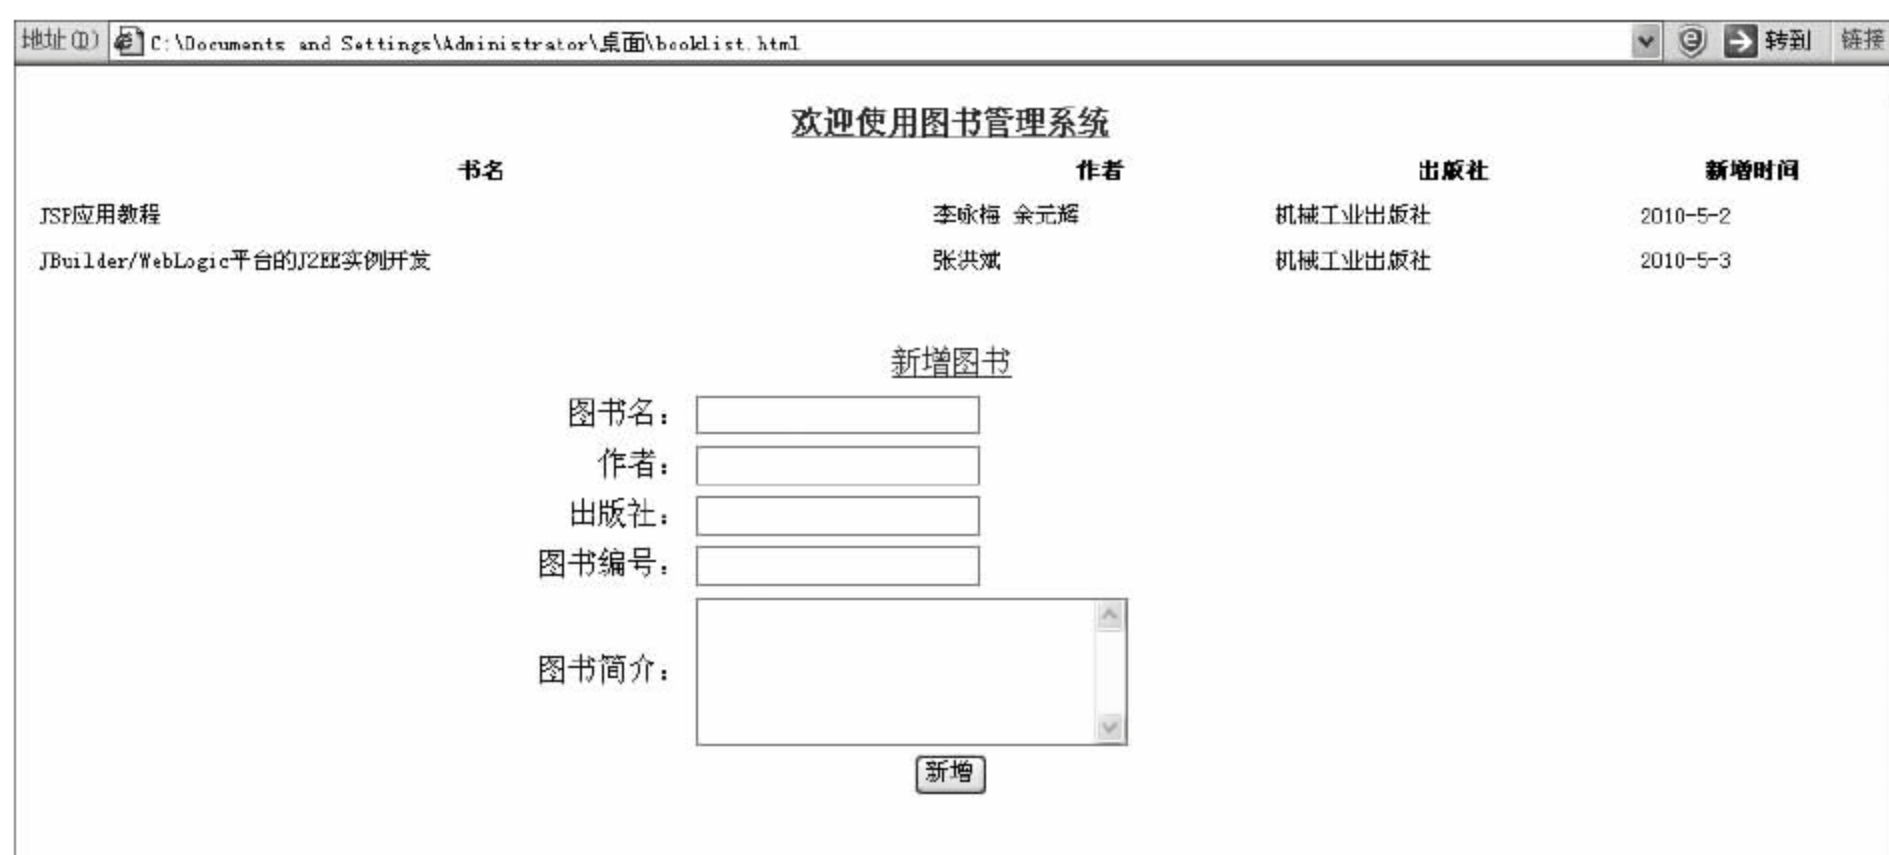 地址(D) C:\Documents and Settings\Administrator\桌面\booklist.html 转到 链接
欢迎使用图书管理系统
书名 作者 出版社 新增时间
JSP应用教程 李咏梅 余元辉 机械工业出版社 2010-5-2
JBuilder/WebLogic平台的J2EE实例开发 张洪斌 机械工业出版社 2010-5-3
新增图书
图书名：
作者：
出版社：
图书编号：
图书简介：
新增